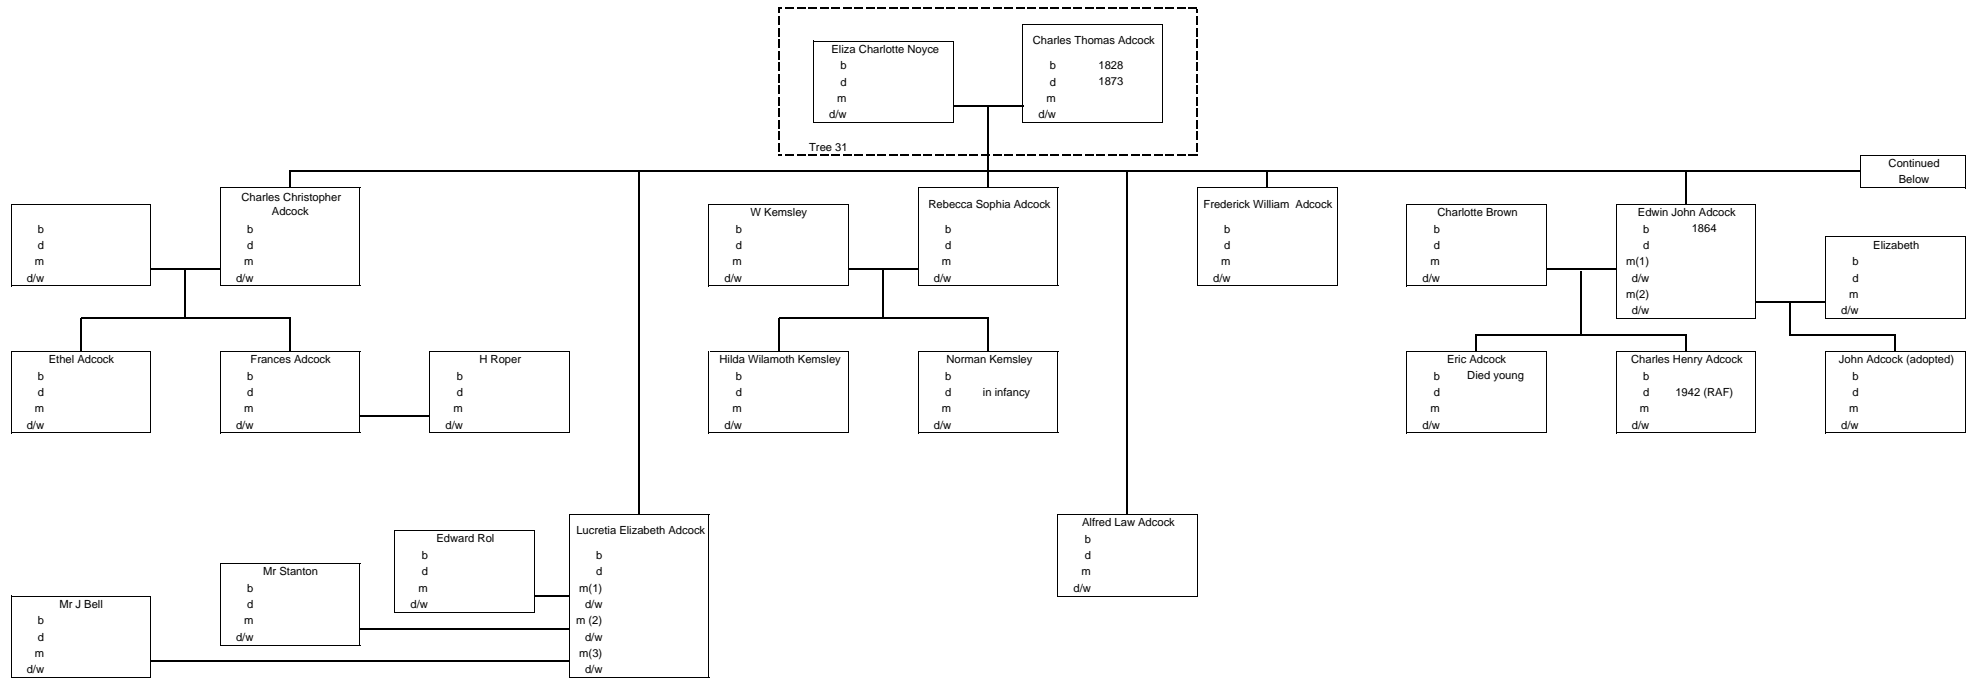 Eliza Charlotte Noyce
b
d
m
d/w
Charles Thomas Adcock
b 1828
d 1873
m
d/w
Tree 31
Continued
Below
b
d
m
d/w
Charles Christopher
Adcock
b
d
m
d/w
W Kemsley
b
d
m
d/w
Rebecca Sophia Adcock
b
d
m
d/w
Frederick William Adcock
b
d
m
d/w
Charlotte Brown
b
d
m
d/w
Edwin John Adcock
b 1864
d
m(1)
d/w
m(2)
d/w
Elizabeth
b
d
m
d/w
Ethel Adcock
b
d
m
d/w
Frances Adcock
b
d
m
d/w
H Roper
b
d
m
d/w
Hilda Wilamoth Kemsley
b
d
m
d/w
Norman Kemsley
b
d in infancy
m
d/w
Eric Adcock
b Died young
d
m
d/w
Charles Henry Adcock
b
d 1942 (RAF)
m
d/w
John Adcock (adopted)
b
d
m
d/w
Mr J Bell
b
d
m
d/w
Mr Stanton
b
d
m
d/w
Edward Rol
b
d
m
d/w
Lucretia Elizabeth Adcock
b
d
m(1)
d/w
m (2)
d/w
m(3)
d/w
Alfred Law Adcock
b
d
m
d/w